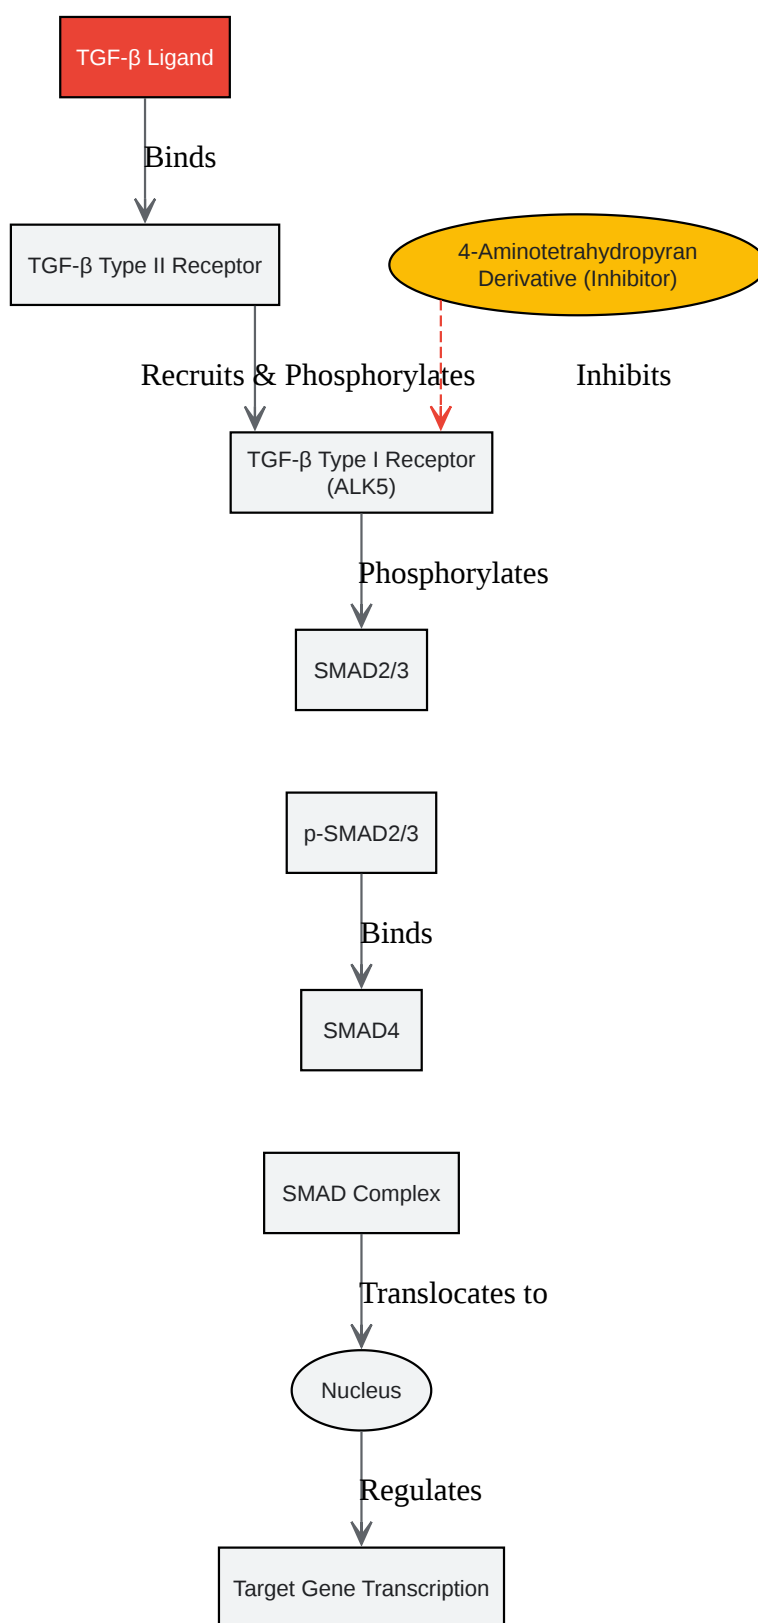 TGF-β Ligand
Binds
TGF-β Type II Receptor
4-Aminotetrahydropyran
Derivative (Inhibitor)
Recruits & Phosphorylates
Inhibits
TGF-β Type I Receptor
(ALK5)
Phosphorylates
SMAD2/3
p-SMAD2/3
Binds
SMAD4
SMAD Complex
Translocates to
Nucleus
Regulates
Target Gene Transcription